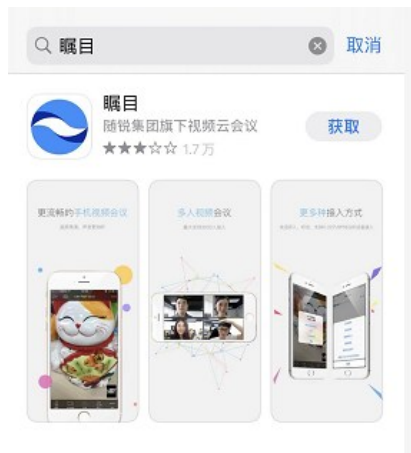 瞩目
取消
瞩目
随锐集团旗下视频云会议
1.7万
获取
更流畅的手机视频会议
多人视频会议
更多种接入方式